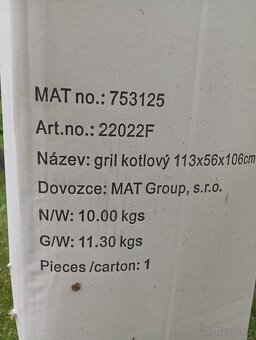 MAT no.: 753125
Art.no.: 22022F
Název: gril kotlový 113x56x106cm
Dovozce: MAT Group, s.r.o.
N/W: 10.00 kgs
G/W: 11.30 kgs
Pieces /carton: 1